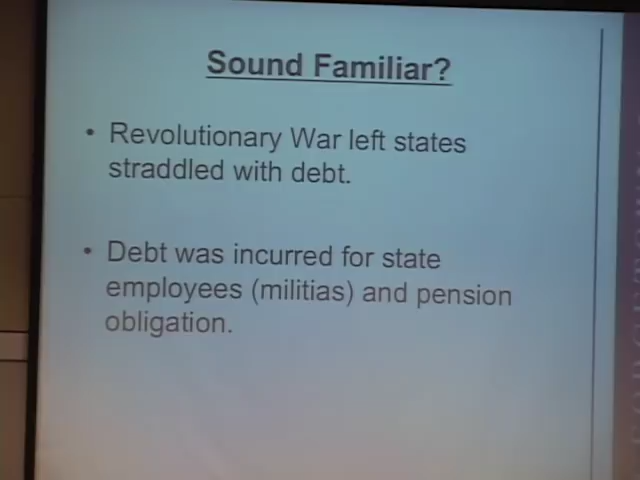 Sound Familiar?
• Revolutionary War left states
straddled with debt.
• Debt was incurred for state
employees (militias) and pension
obligation.